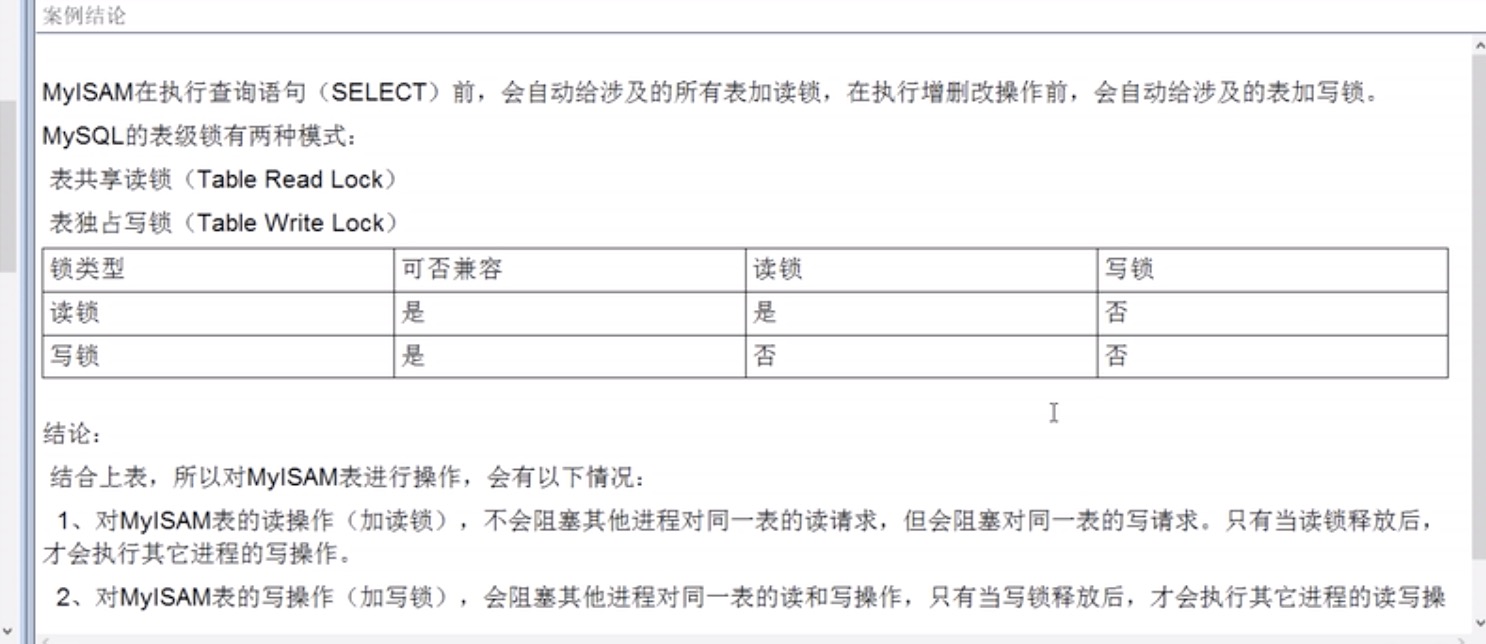 案例结论
MyISAM在执行查询语句（SELECT）前，会自动给涉及的所有表加读锁，在执行增删改操作前，会自动给涉及的表加写锁。
MySQL的表级锁有两种模式：
表共享读锁（Table Read Lock）
表独占写锁（Table Write Lock）
锁类型 可否兼容 读锁 写锁
读锁 是 是 否
写锁 是 否 否
结论：
结合上表，所以对MyISAM表进行操作，会有以下情况：
1、对MyISAM表的读操作（加读锁），不会阻塞其他进程对同一表的读请求，但会阻塞对同一表的写请求。只有当读锁释放后，
才会执行其它进程的写操作。
2、对MyISAM表的写操作（加写锁），会阻塞其他进程对同一表的读和写操作，只有当写锁释放后，才会执行其它进程的读写操